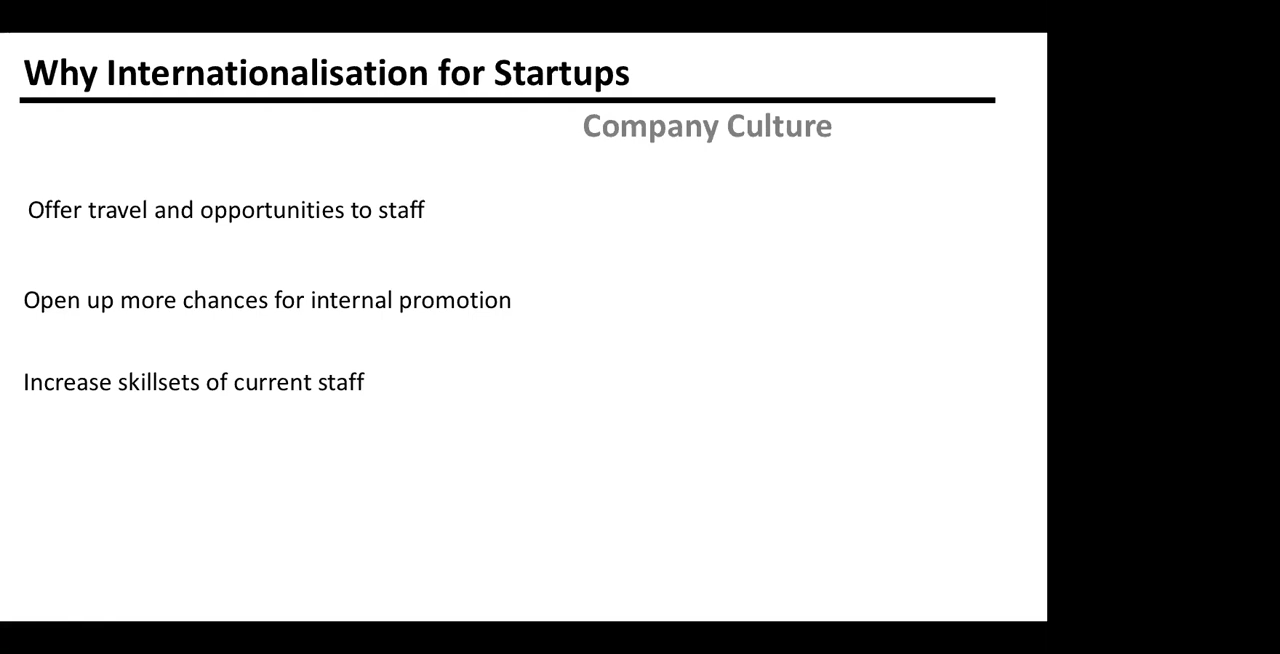 Why Internationalisation for Startups
Company Culture
Offer travel and opportunities to staff
Open up more chances for internal promotion
Increase skillsets of current staff